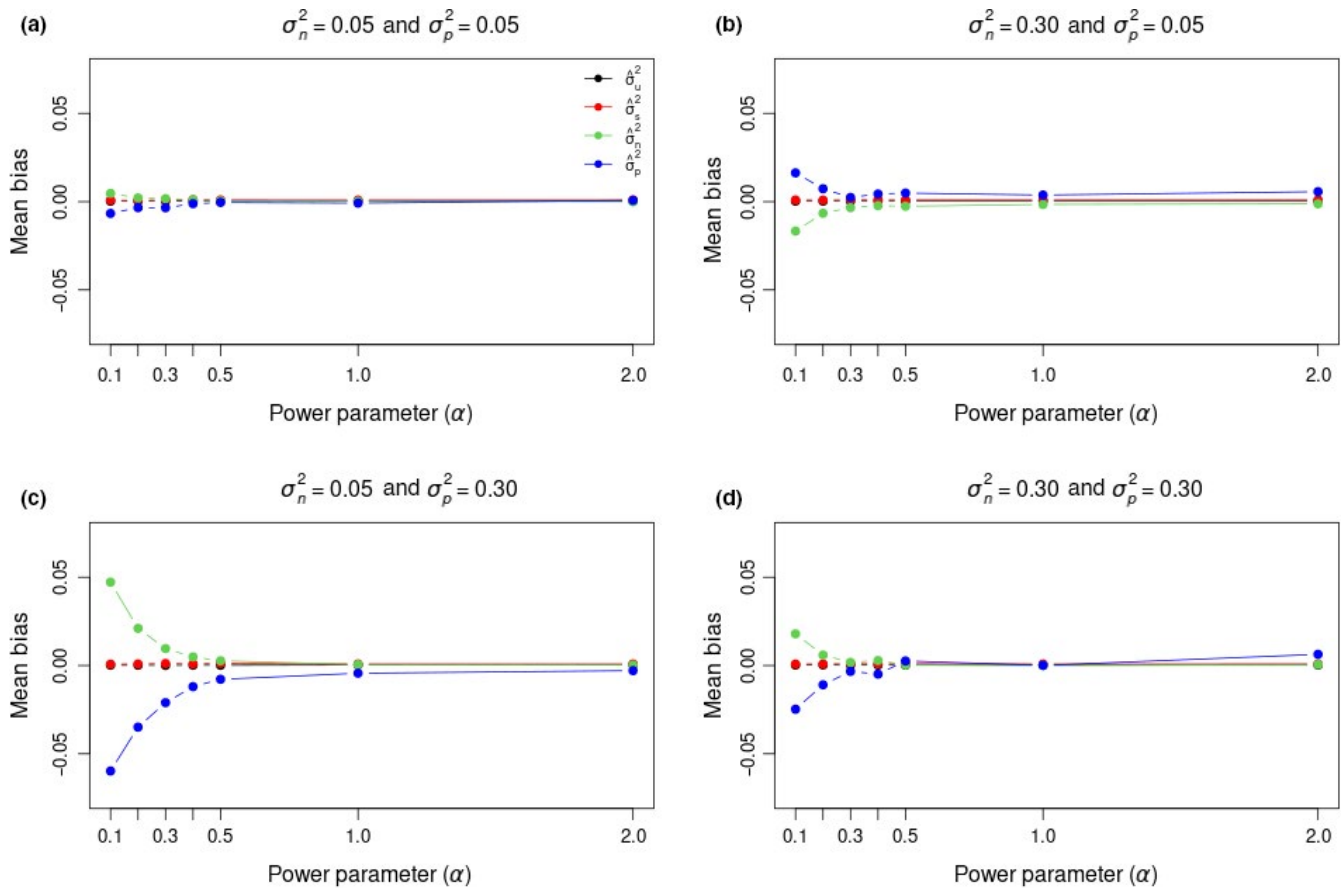 (a) σ²ₙ = 0.05 and σ²ₚ = 0.05
Mean bias
0.05
0.00
−0.05
σ̂²ᵤ
σ̂²ₛ
σ̂²ₙ
σ̂²ₚ
0.1 0.3 0.5 1.0 2.0
Power parameter (α)
(b) σ²ₙ = 0.30 and σ²ₚ = 0.05
Mean bias
0.05
0.00
−0.05
0.1 0.3 0.5 1.0 2.0
Power parameter (α)
(c) σ²ₙ = 0.05 and σ²ₚ = 0.30
Mean bias
0.05
0.00
−0.05
0.1 0.3 0.5 1.0 2.0
Power parameter (α)
(d) σ²ₙ = 0.30 and σ²ₚ = 0.30
Mean bias
0.05
0.00
−0.05
0.1 0.3 0.5 1.0 2.0
Power parameter (α)